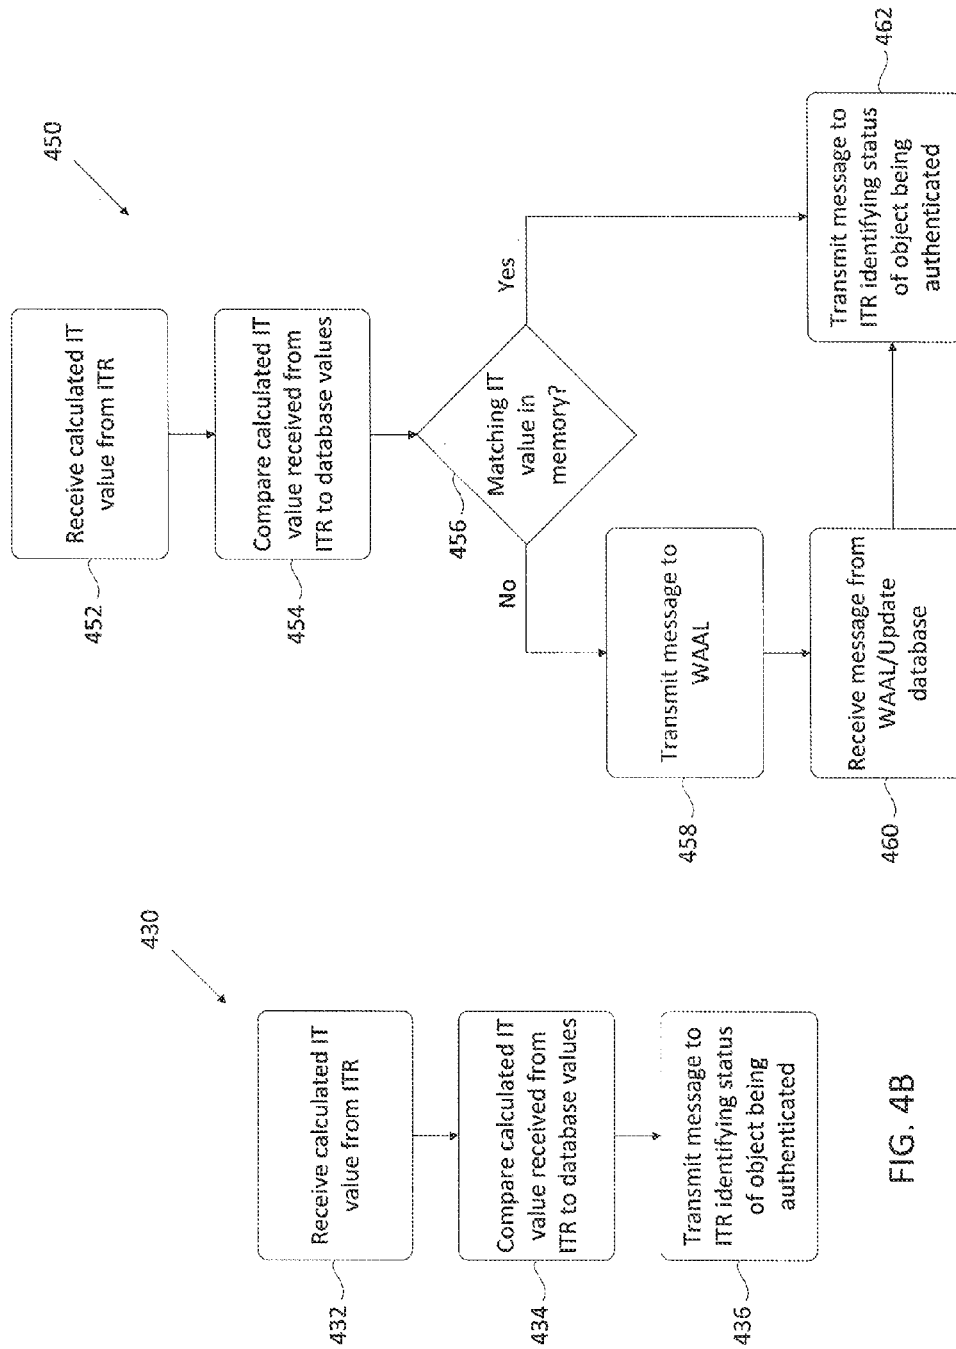 430
432
Receive calculated IT
value from ITR
434
Compare calculated IT
value received from
ITR to database values
436
Transmit message to
ITR identifying status
of object being
authenticated
FIG. 4B
450
452
Receive calculated IT
value from ITR
454
Compare calculated IT
value received from
ITR to database values
456
Matching IT
value in
memory?
No
Yes
458
Transmit message to
WAAL
460
Receive message from
WAAL/Update
database
462
Transmit message to
ITR identifying status
of object being
authenticated